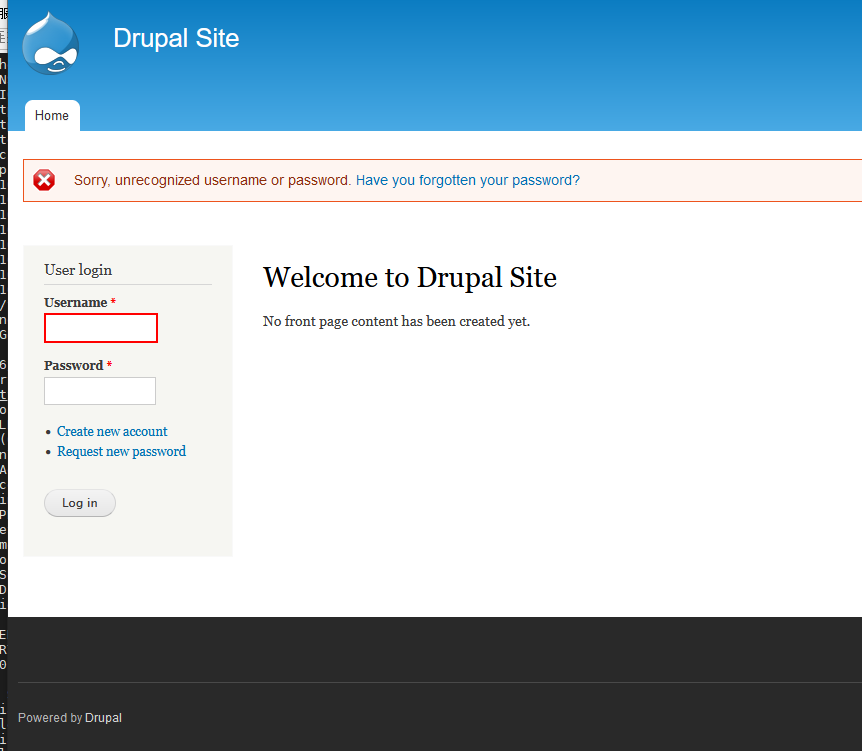 Drupal Site
Home
Sorry, unrecognized username or password. Have you forgotten your password?
User login
Username *
Password *
Create new account
Request new password
Log in
Welcome to Drupal Site
No front page content has been created yet.
Powered by Drupal